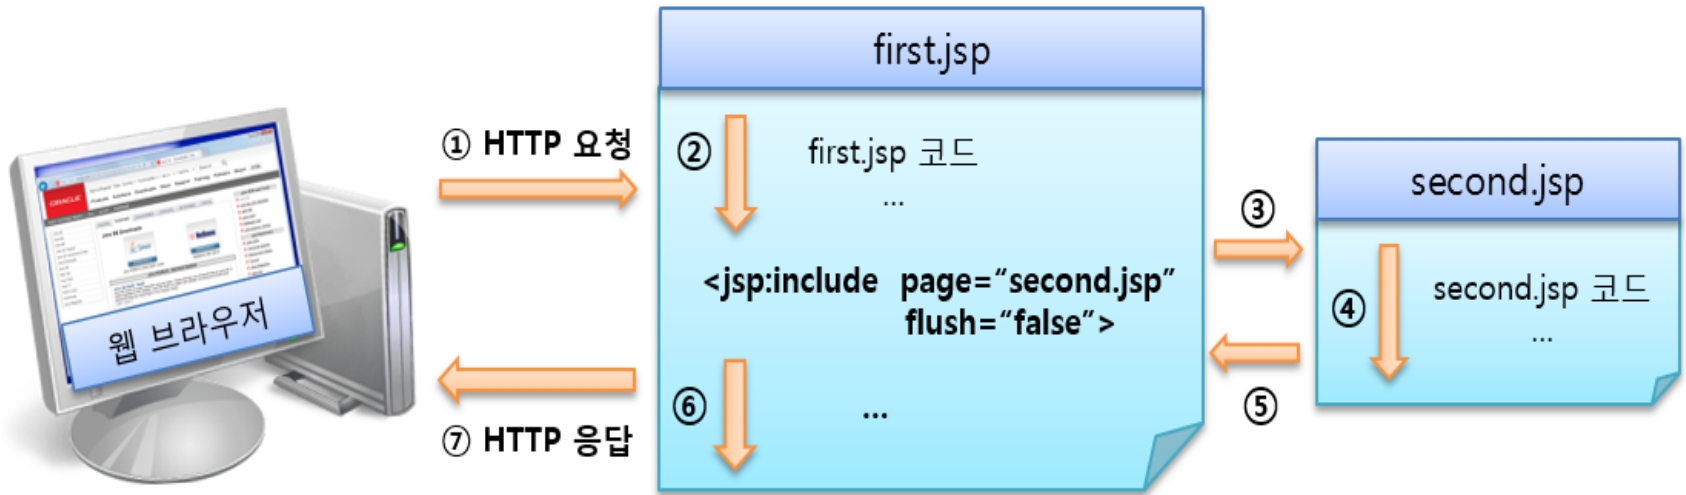 first.jsp
① HTTP 요청
②
first.jsp 코드
...
<jsp:include page="second.jsp"
flush="false">
③
second.jsp
④
second.jsp 코드
...
⑤
⑥
...
⑦ HTTP 응답
웹 브라우저
ORACLE